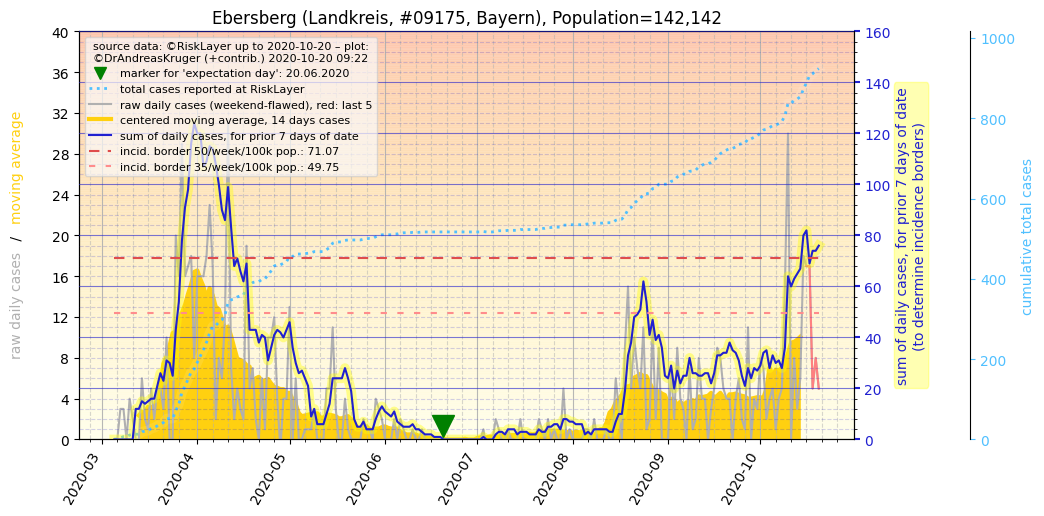 Ebersberg (Landkreis, #09175, Bayern), Population=142,142
source data: ©RiskLayer up to 2020-10-20 – plot:
©DrAndreasKruger (+contrib.) 2020-10-20 09:22
marker for 'expectation day': 20.06.2020
total cases reported at RiskLayer
raw daily cases (weekend-flawed), red: last 5
centered moving average, 14 days cases
sum of daily cases, for prior 7 days of date
incid. border 50/week/100k pop.: 71.07
incid. border 35/week/100k pop.: 49.75
raw daily cases / moving average
40
36
32
28
24
20
16
12
8
4
0
2020-03
2020-04
2020-05
2020-06
2020-07
2020-08
2020-09
2020-10
160
140
120
100
80
60
40
20
0
sum of daily cases, for prior 7 days of date
(to determine incidence borders)
1000
800
600
400
200
0
cumulative total cases